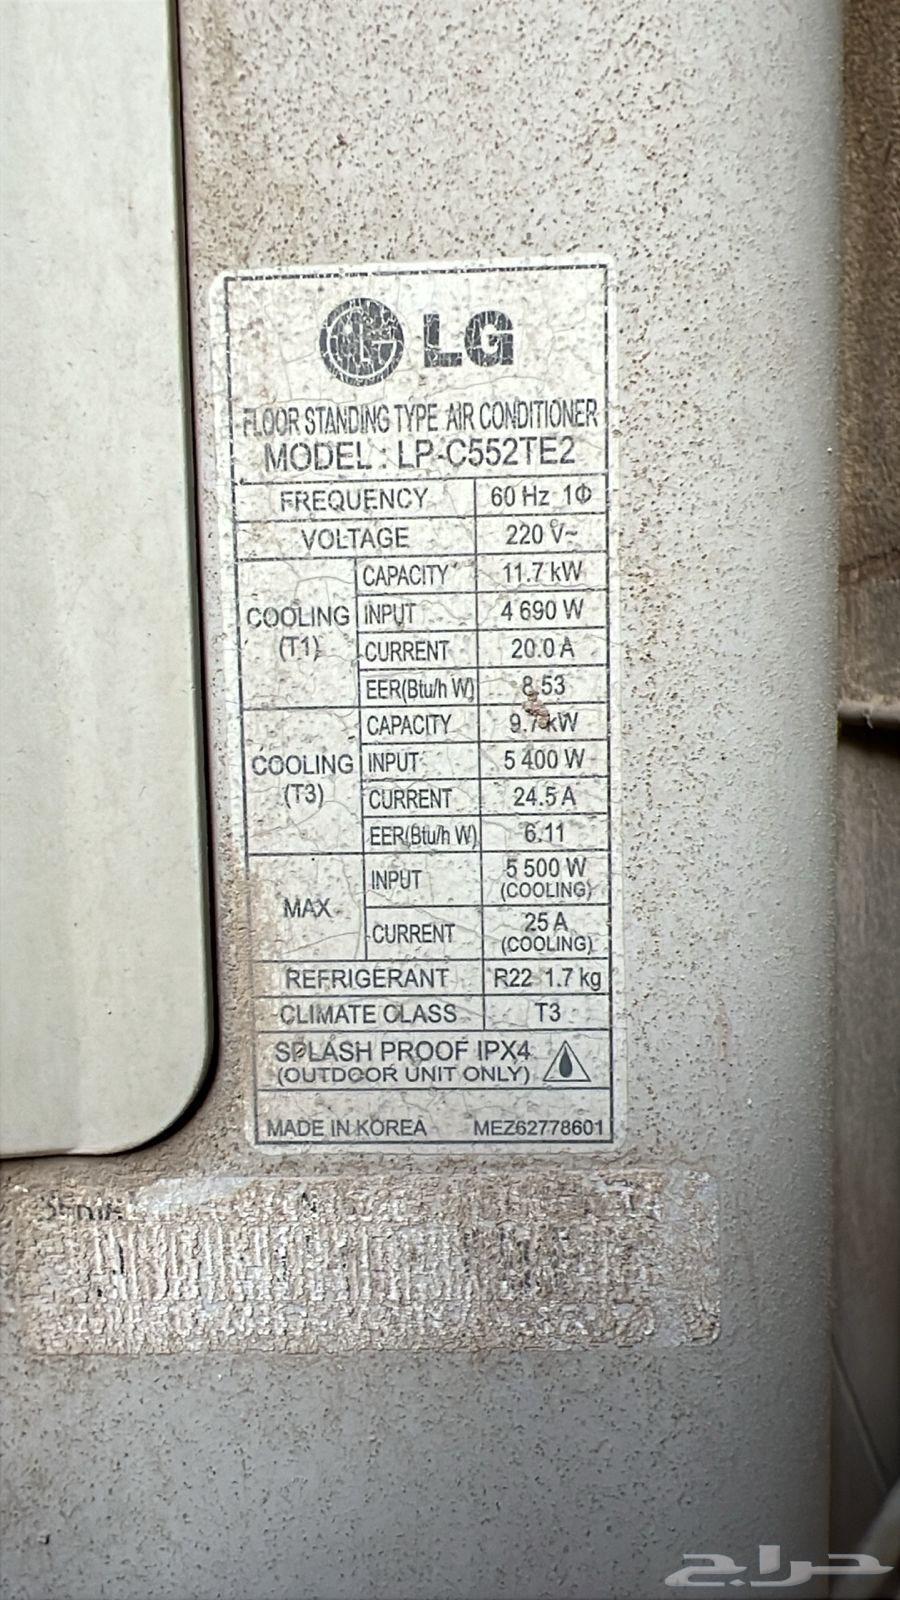 LG
FLOOR STANDING TYPE AIR CONDITIONER
MODEL : LP-C552TE2
FREQUENCY 60 Hz 1Φ
VOLTAGE 220 V~
COOLING (T1)
CAPACITY 11.7 kW
INPUT 4 690 W
CURRENT 20.0 A
EER(Btu/h W) 8.53
COOLING (T3)
CAPACITY 9.7 kW
INPUT 5 400 W
CURRENT 24.5 A
EER(Btu/h W) 6.11
MAX
INPUT 5 500 W (COOLING)
CURRENT 25 A (COOLING)
REFRIGERANT R22 1.7 kg
CLIMATE CLASS T3
SPLASH PROOF IPX4
(OUTDOOR UNIT ONLY)
MADE IN KOREA MEZ62778601
حراج